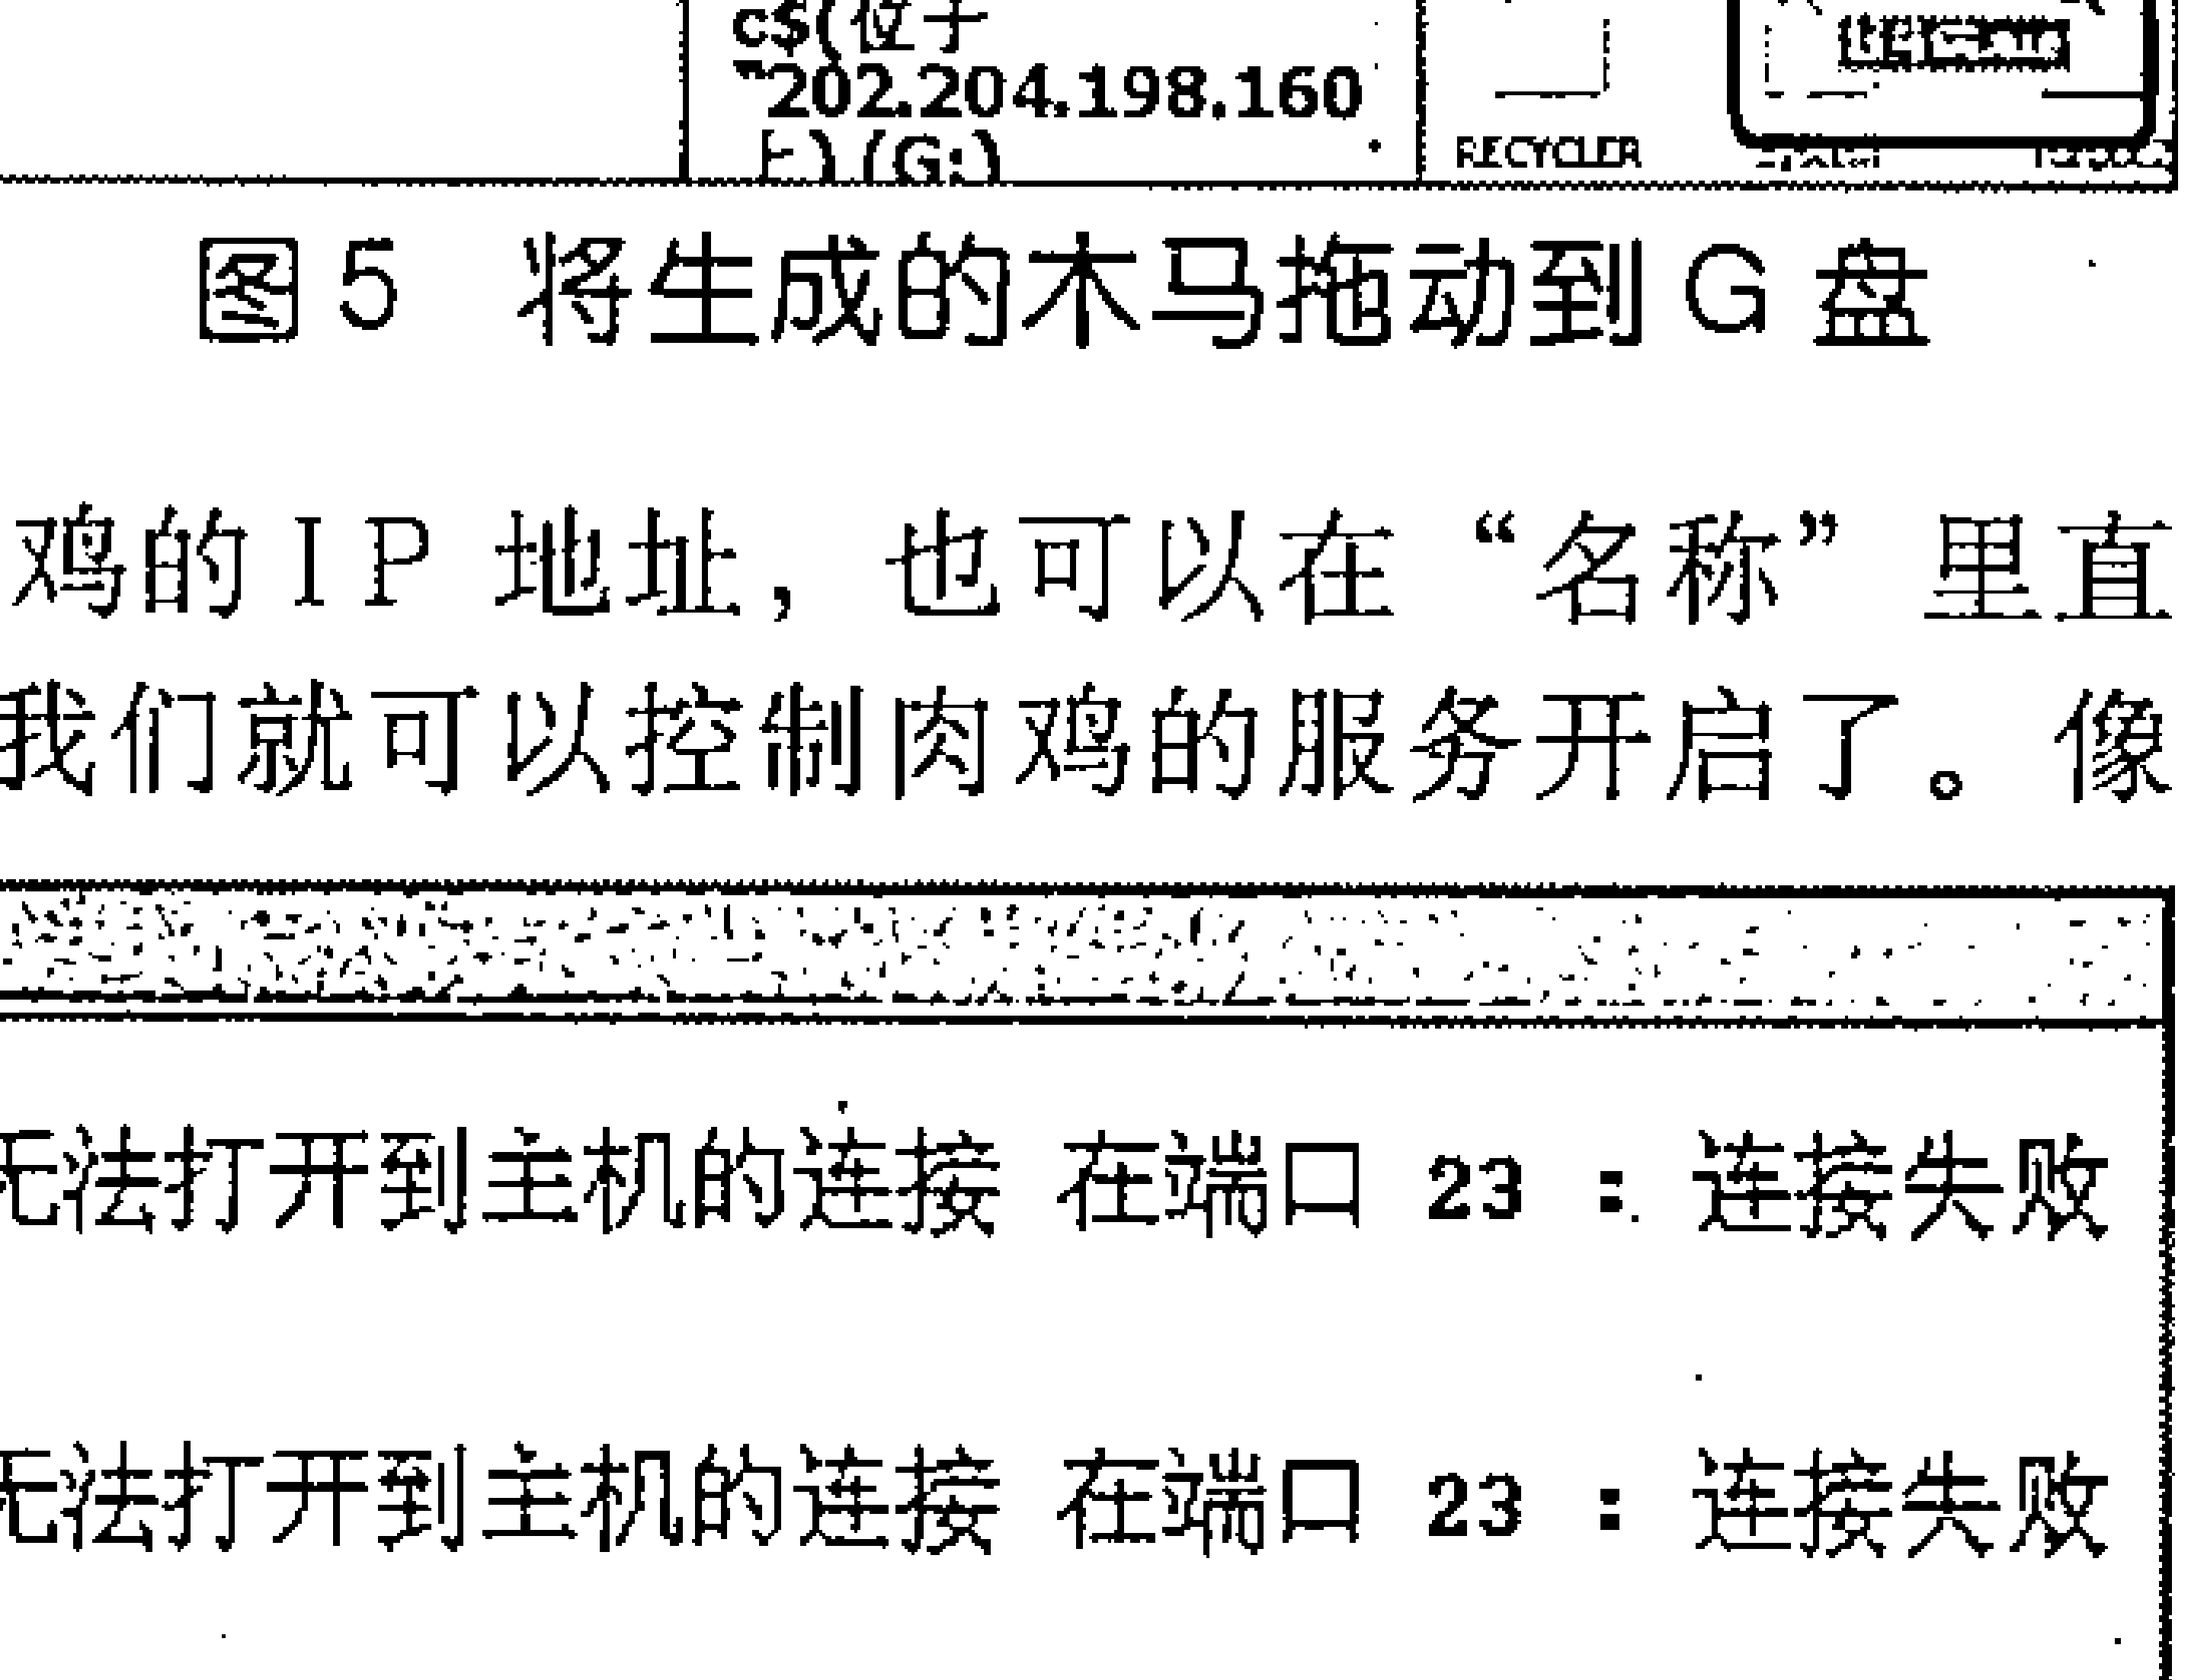 c$(位于
"202.204.198.160
上)(G:)
RECYCLER
图5 将生成的木马拖动到 G 盘
鸡的IP 地址，也可以在“名称”里直
我们就可以控制肉鸡的服务开启了。像
无法打开到主机的连接 在端口 23 : 连接失败
无法打开到主机的连接 在端口 23 : 连接失败